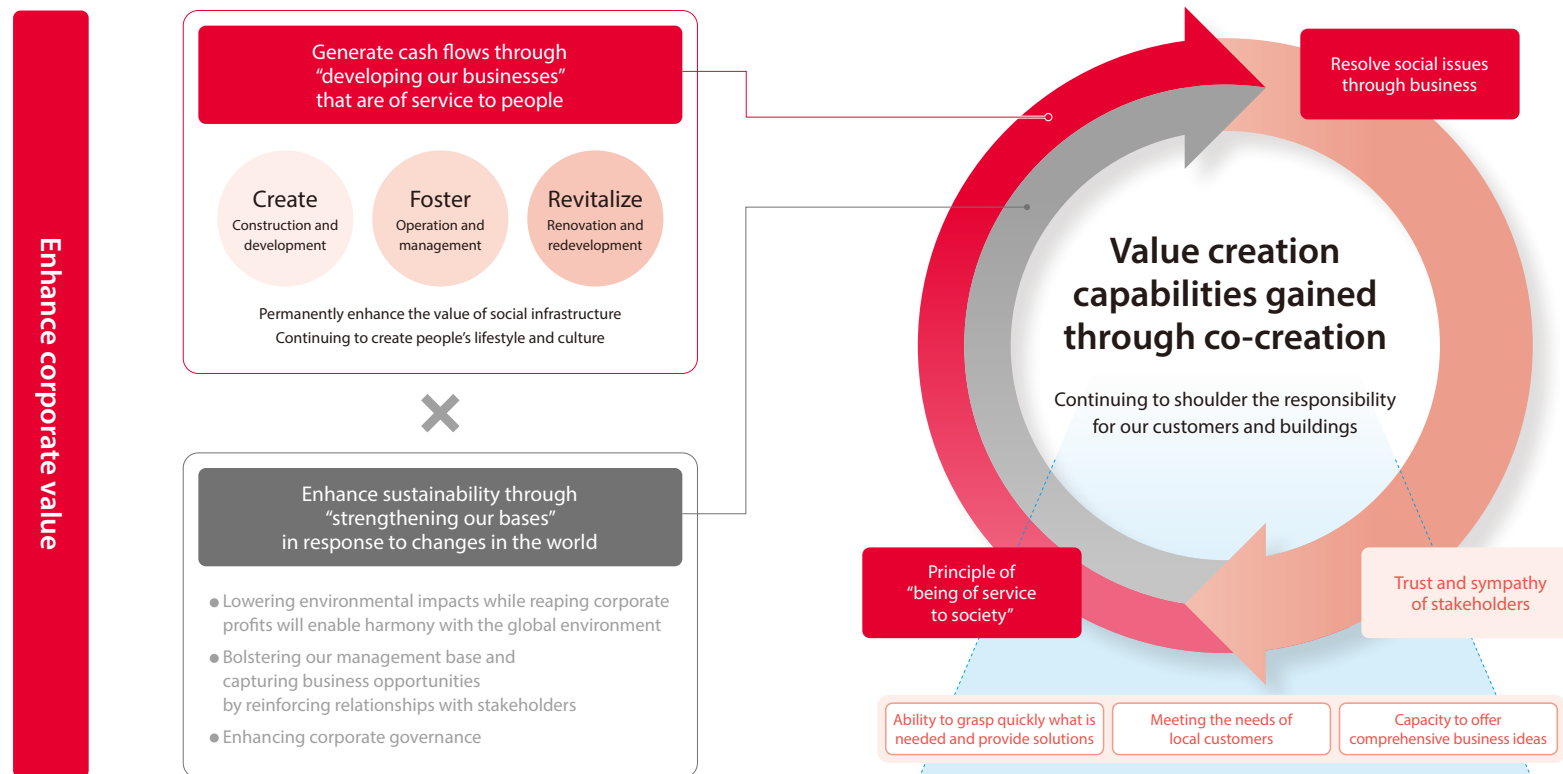 Enhance corporate value
Generate cash flows through
“developing our businesses”
that are of service to people
Create
Construction and
development
Foster
Operation and
management
Revitalize
Renovation and
redevelopment
Permanently enhance the value of social infrastructure
Continuing to create people’s lifestyle and culture
×
Enhance sustainability through
“strengthening our bases”
in response to changes in the world
● Lowering environmental impacts while reaping corporate
profits will enable harmony with the global environment
● Bolstering our management base and
capturing business opportunities
by reinforcing relationships with stakeholders
● Enhancing corporate governance
Resolve social issues
through business
Value creation
capabilities gained
through co-creation
Continuing to shoulder the responsibility
for our customers and buildings
Principle of
“being of service
to society”
Trust and sympathy
of stakeholders
Ability to grasp quickly what is
needed and provide solutions
Meeting the needs of
local customers
Capacity to offer
comprehensive business ideas